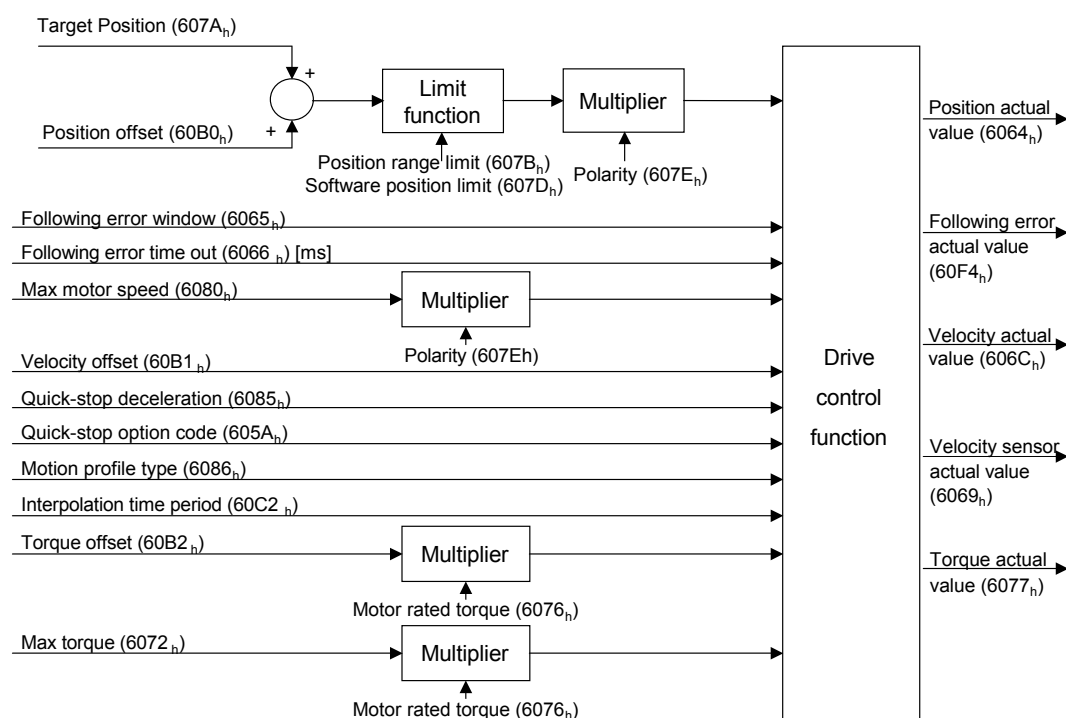 Target Position (607Ah)
+
Limit
function
Multiplier
Position actual
value (6064h)
Position offset (60B0h)
+
Position range limit (607Bh)
Software position limit (607Dh)
Polarity (607Eh)
Following error window (6065h)
Following error
actual value
(60F4h)
Following error time out (6066 h) [ms]
Max motor speed (6080h)
Multiplier
Polarity (607Eh)
Velocity actual
value (606Ch)
Velocity offset (60B1 h)
Drive
control
function
Quick-stop deceleration (6085h)
Quick-stop option code (605Ah)
Velocity sensor
actual value
(6069h)
Motion profile type (6086h)
Interpolation time period (60C2 h)
Torque offset (60B2h)
Multiplier
Motor rated torque (6076h)
Torque actual
value (6077h)
Max torque (6072 h)
Multiplier
Motor rated torque (6076h)